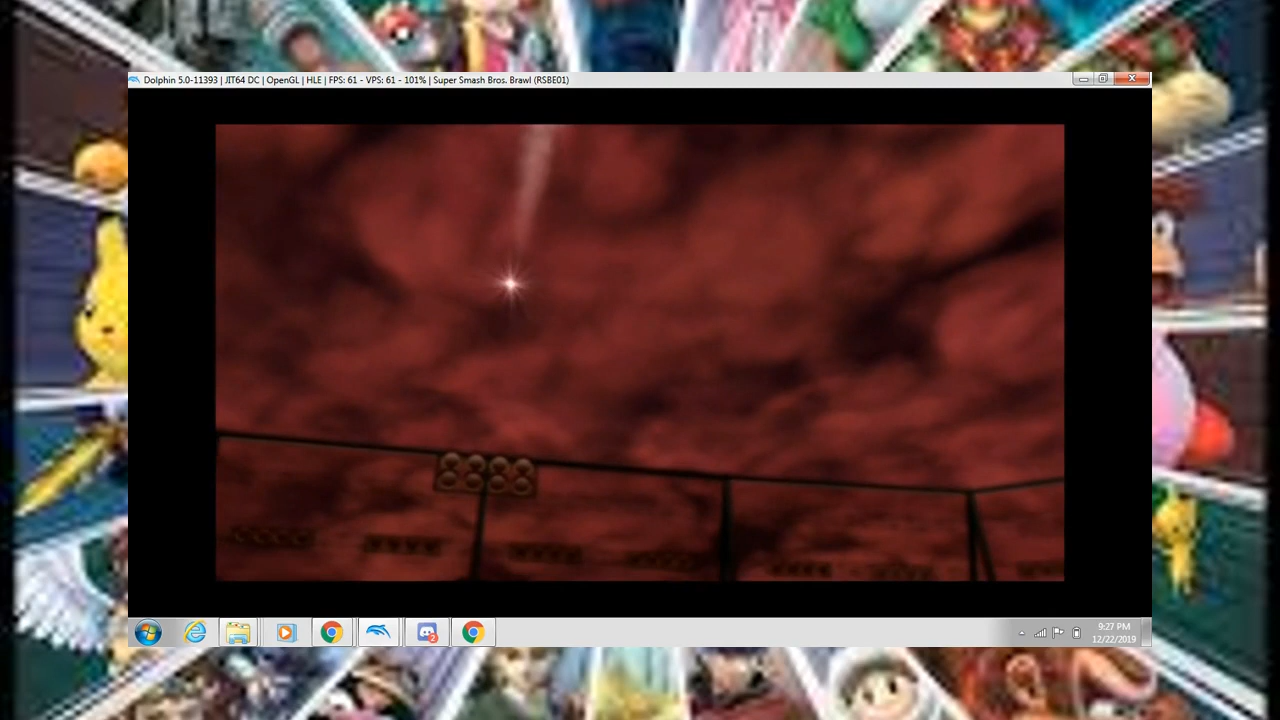 Dolphin 5.0-11393 | JIT64 DC | OpenGL | HLE | FPS: 61 - VPS: 61 - 101% | Super Smash Bros. Brawl (RSBE01)
2
9:27 PM
12/22/2019